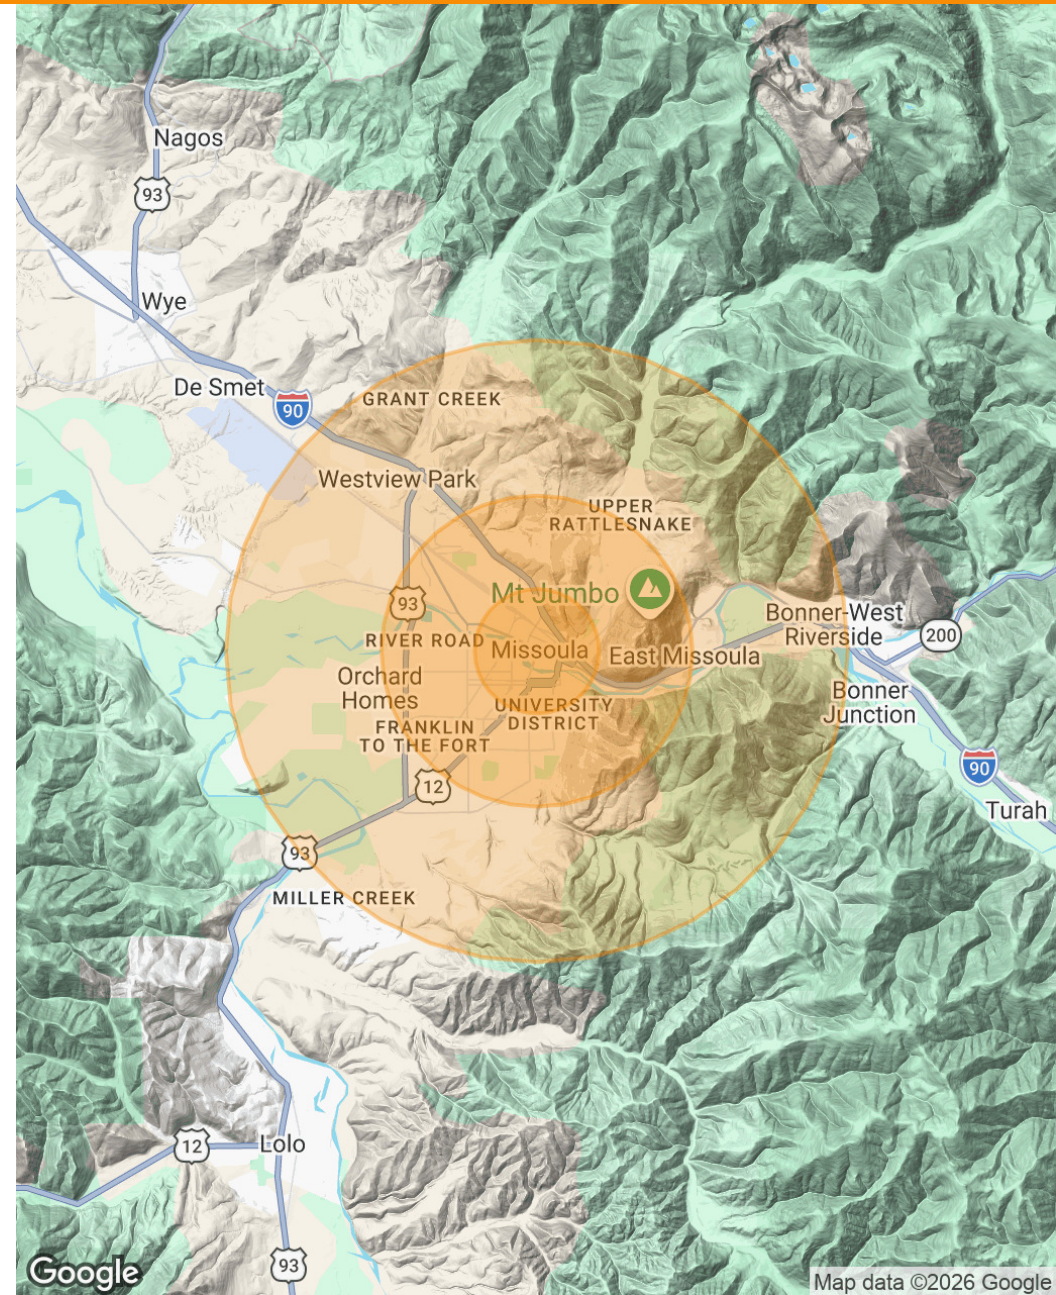 Nagos
93
Wye
De Smet
90
GRANT CREEK
Westview Park
UPPER
RATTLESNAKE
Mt Jumbo
93
Bonner-West
Riverside
200
RIVER ROAD
Missoula
East Missoula
Orchard
Homes
UNIVERSITY
DISTRICT
Bonner
Junction
FRANKLIN
TO THE FORT
90
12
Turah
93
MILLER CREEK
12
Lolo
93
Google
Map data ©2026 Google